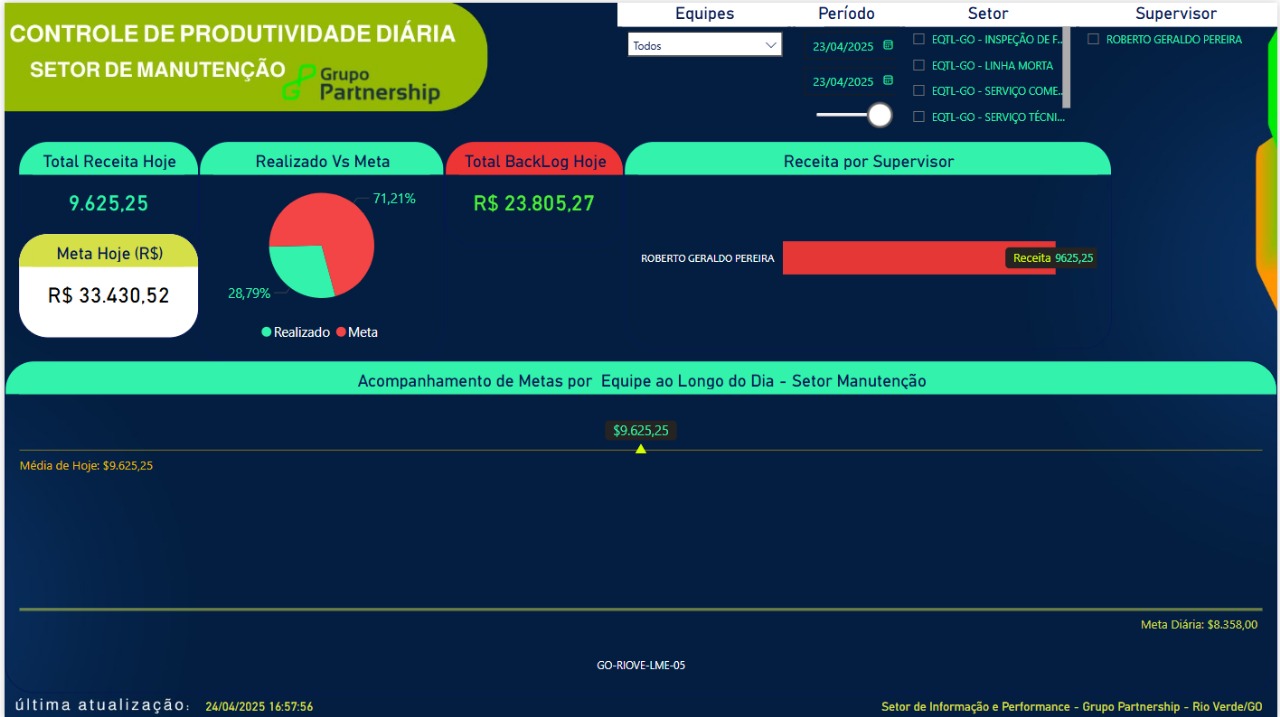 CONTROLE DE PRODUTIVIDADE DIÁRIA
SETOR DE MANUTENÇÃO
Grupo
Partnership
Equipes
Todos
Período
23/04/2025
23/04/2025
Setor
EQTL-GO - INSPEÇÃO DE F...
EQTL-GO - LINHA MORTA
EQTL-GO - SERVIÇO COME...
EQTL-GO - SERVIÇO TÉCNI...
Supervisor
ROBERTO GERALDO PEREIRA
Total Receita Hoje
9.625,25
Meta Hoje (R$)
R$ 33.430,52
Realizado Vs Meta
71,21%
28,79%
Realizado Meta
Total BackLog Hoje
R$ 23.805,27
Receita por Supervisor
ROBERTO GERALDO PEREIRA
Receita 9625,25
Acompanhamento de Metas por Equipe ao Longo do Dia - Setor Manutenção
$9.625,25
Média de Hoje: $9.625,25
Meta Diária: $8.358,00
GO-RIOVE-LME-05
última atualização: 24/04/2025 16:57:56
Setor de Informação e Performance - Grupo Partnership - Rio Verde/GO